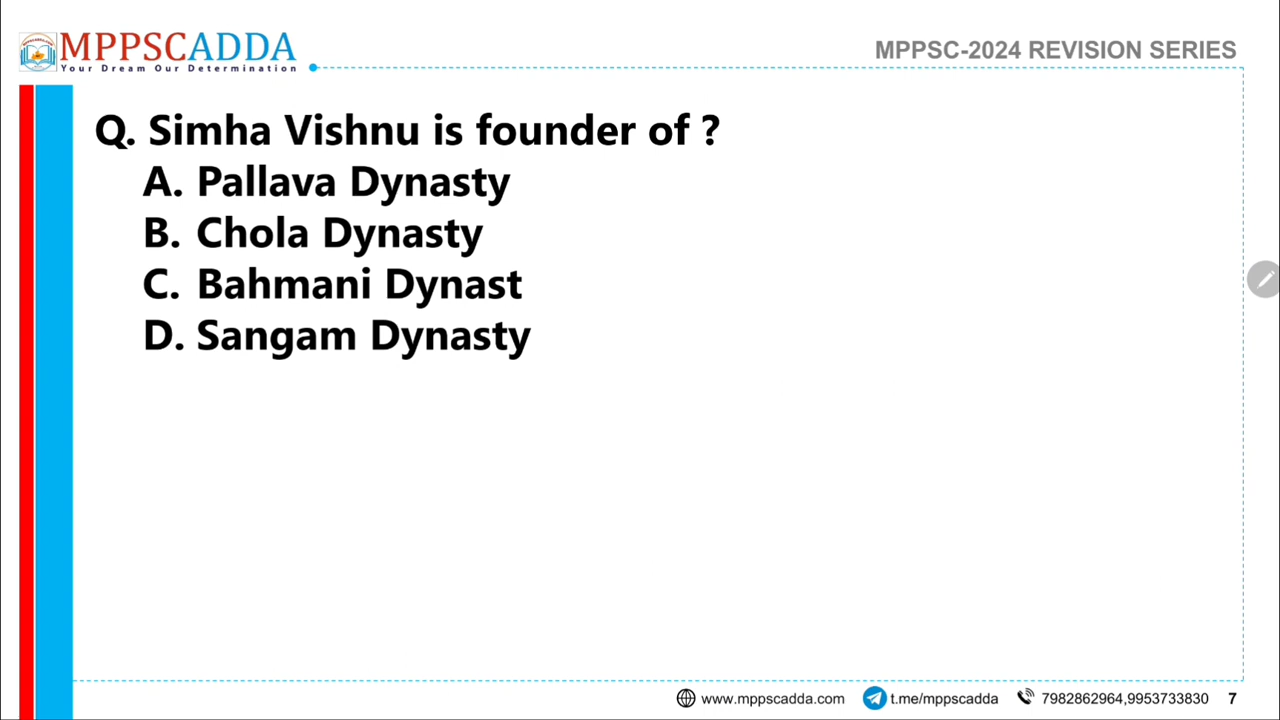 MPPSCADDA
Your Dream Our Determination
MPPSC-2024 REVISION SERIES
Q. Simha Vishnu is founder of ?
A. Pallava Dynasty
B. Chola Dynasty
C. Bahmani Dynast
D. Sangam Dynasty
www.mppscadda.com t.me/mppscadda 7982862964,9953733830 7